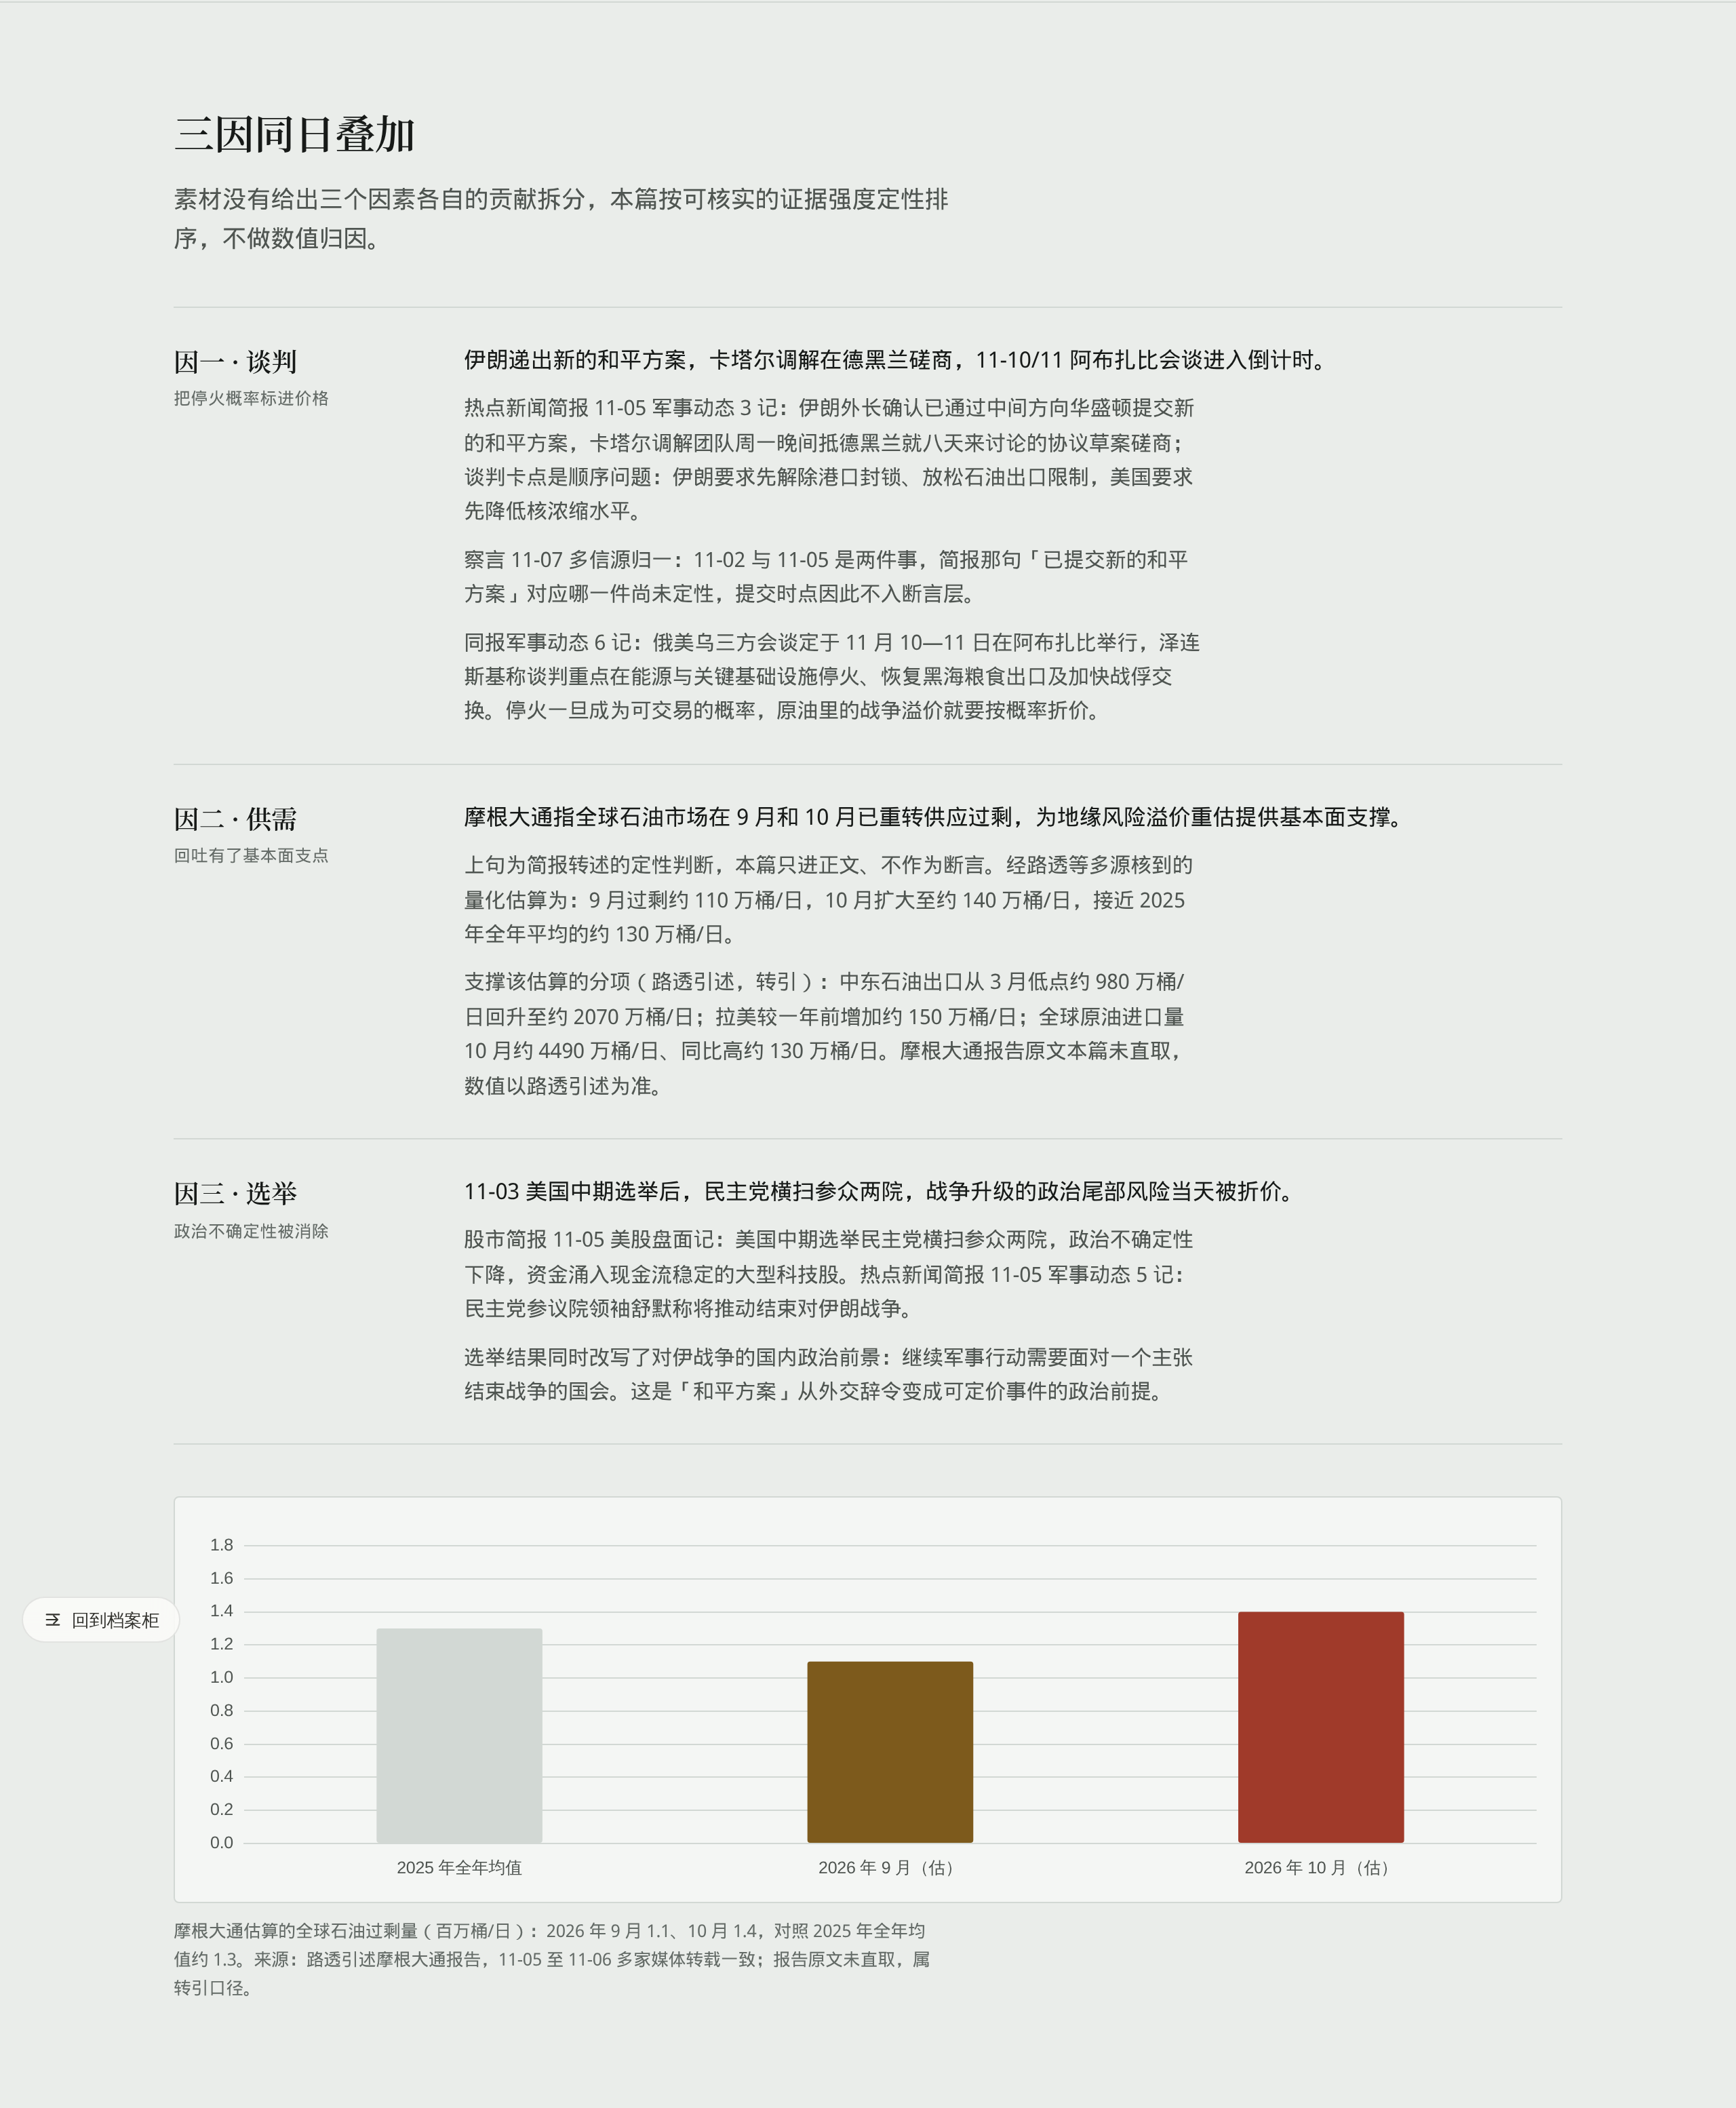 三因同日叠加
素材没有给出三个因素各自的贡献拆分，本篇按可核实的证据强度定性排
序，不做数值归因。
因一 · 谈判
把停火概率标进价格
伊朗递出新的和平方案，卡塔尔调解在德黑兰磋商，11-10/11 阿布扎比会谈进入倒计时。
热点新闻简报 11-05 军事动态 3 记：伊朗外长确认已通过中间方向华盛顿提交新
的和平方案，卡塔尔调解团队周一晚间抵德黑兰就八天来讨论的协议草案磋商；
谈判卡点是顺序问题：伊朗要求先解除港口封锁、放松石油出口限制，美国要求
先降低核浓缩水平。
察言 11-07 多信源归一：11-02 与 11-05 是两件事，简报那句「已提交新的和平
方案」对应哪一件尚未定性，提交时点因此不入断言层。
同报军事动态 6 记：俄美乌三方会谈定于 11 月 10—11 日在阿布扎比举行，泽连
斯基称谈判重点在能源与关键基础设施停火、恢复黑海粮食出口及加快战俘交
换。停火一旦成为可交易的概率，原油里的战争溢价就要按概率折价。
因二 · 供需
回吐有了基本面支点
摩根大通指全球石油市场在 9 月和 10 月已重转供应过剩，为地缘风险溢价重估提供基本面支撑。
上句为简报转述的定性判断，本篇只进正文、不作为断言。经路透等多源核到的
量化估算为：9 月过剩约 110 万桶/日，10 月扩大至约 140 万桶/日，接近 2025
年全年平均的约 130 万桶/日。
支撑该估算的分项（路透引述，转引）：中东石油出口从 3 月低点约 980 万桶/
日回升至约 2070 万桶/日；拉美较一年前增加约 150 万桶/日；全球原油进口量
10 月约 4490 万桶/日、同比高约 130 万桶/日。摩根大通报告原文本篇未直取，
数值以路透引述为准。
因三 · 选举
政治不确定性被消除
11-03 美国中期选举后，民主党横扫参众两院，战争升级的政治尾部风险当天被折价。
股市简报 11-05 美股盘面记：美国中期选举民主党横扫参众两院，政治不确定性
下降，资金涌入现金流稳定的大型科技股。热点新闻简报 11-05 军事动态 5 记：
民主党参议院领袖舒默称将推动结束对伊朗战争。
选举结果同时改写了对伊战争的国内政治前景：继续军事行动需要面对一个主张
结束战争的国会。这是「和平方案」从外交辞令变成可定价事件的政治前提。
1.8
1.6
1.4
1.2
1.0
0.8
0.6
0.4
0.2
0.0
回到档案柜
2025 年全年均值
2026 年 9 月（估）
2026 年 10 月（估）
摩根大通估算的全球石油过剩量（百万桶/日）：2026 年 9 月 1.1、10 月 1.4，对照 2025 年全年均
值约 1.3。来源：路透引述摩根大通报告，11-05 至 11-06 多家媒体转载一致；报告原文未直取，属
转引口径。